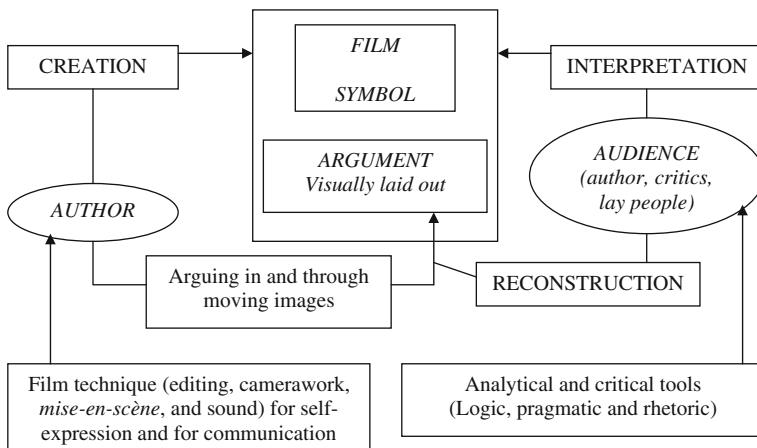 CREATION
FILM
SYMBOL
INTERPRETATION
ARGUMENT
Visually laid out
AUDIENCE
(author, critics,
lay people)
AUTHOR
Arguing in and through
moving images
RECONSTRUCTION
Film technique (editing, camerawork,
mise-en-scène, and sound) for self-
expression and for communication
Analytical and critical tools
(Logic, pragmatic and rhetoric)